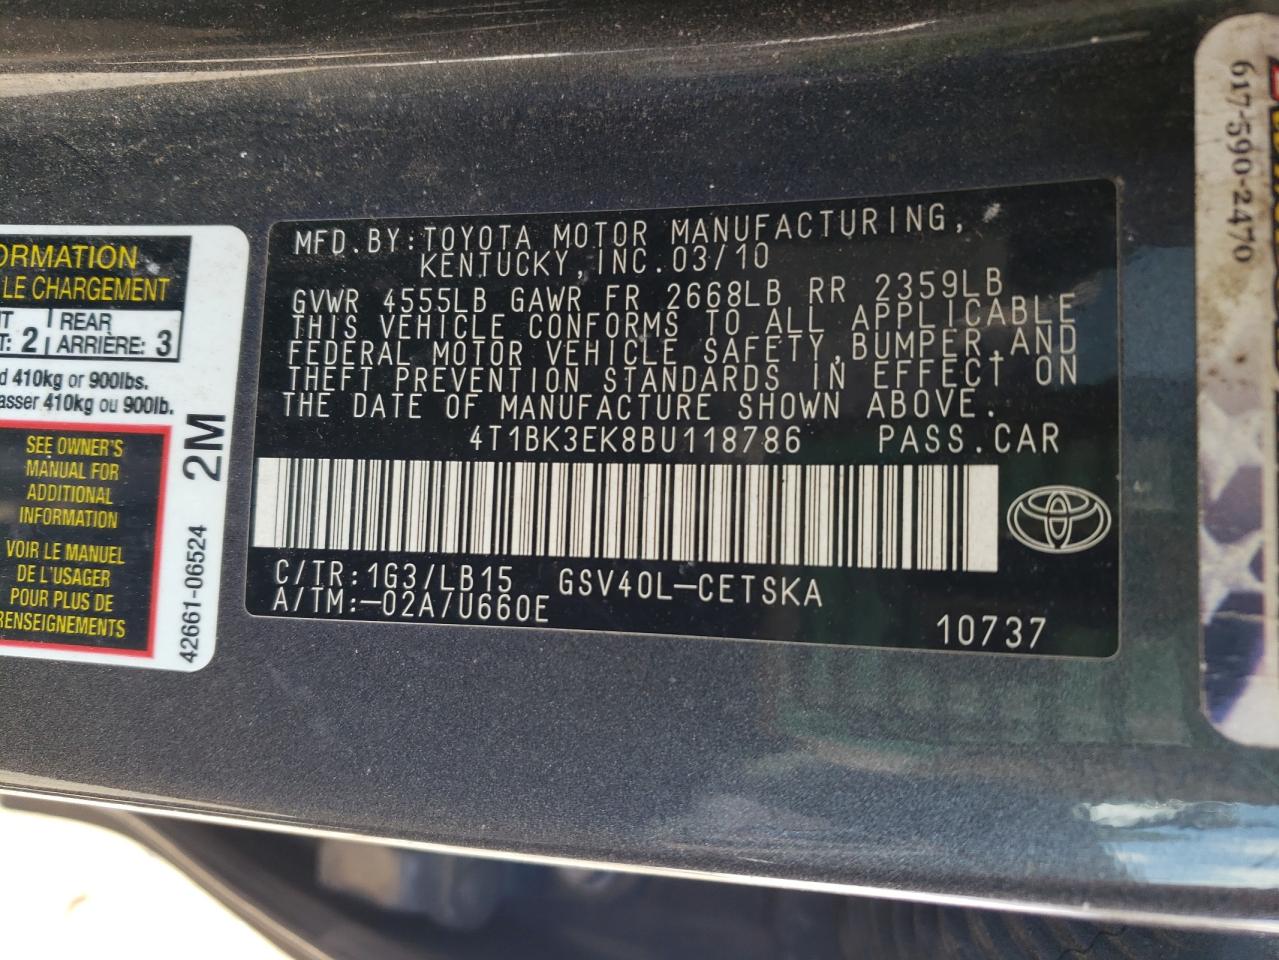 ORMATION
LE CHARGEMENT
REAR
T: 2 ARRIÈRE: 3
d 410kg or 900lbs.
asser 410kg ou 900lb.
SEE OWNER'S
MANUAL FOR
ADDITIONAL
INFORMATION
VOIR LE MANUEL
DE L'USAGER
POUR PLUS DE
RENSEIGNEMENTS
42661-06524 2M
MFD.BY:TOYOTA MOTOR MANUFACTURING,
KENTUCKY,INC.03/10
GVWR 4555LB GAWR FR 2668LB RR 2359LB
THIS VEHICLE CONFORMS TO ALL APPLICABLE
FEDERAL MOTOR VEHICLE SAFETY,BUMPER,AND
THEFT PREVENTION STANDARDS IN EFFECT ON
THE DATE OF MANUFACTURE SHOWN ABOVE.
4T1BK3EK8BU118786 PASS.CAR
C/TR:1G3/LB15 GSV40L-CETSKA
A/TM:-02A/U660E
10737
617-590-2470